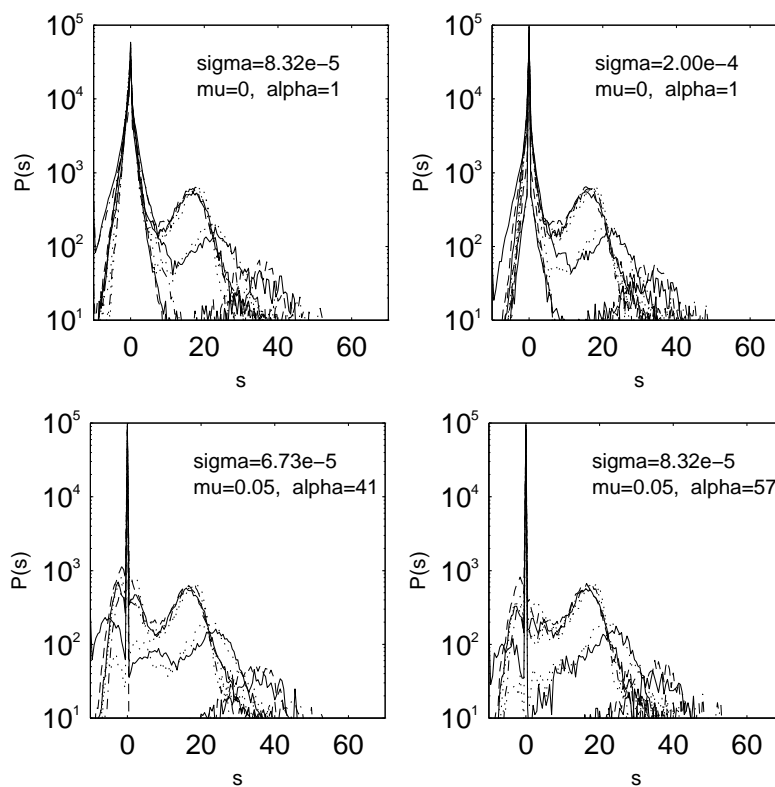 10^5
10^4
10^3
10^2
10^1
P(s)
sigma=8.32e−5
mu=0, alpha=1
0 20 40 60
s
10^5
10^4
10^3
10^2
10^1
P(s)
sigma=2.00e−4
mu=0, alpha=1
0 20 40 60
s
10^5
10^4
10^3
10^2
10^1
P(s)
sigma=6.73e−5
mu=0.05, alpha=41
0 20 40 60
s
10^5
10^4
10^3
10^2
10^1
P(s)
sigma=8.32e−5
mu=0.05, alpha=57
0 20 40 60
s